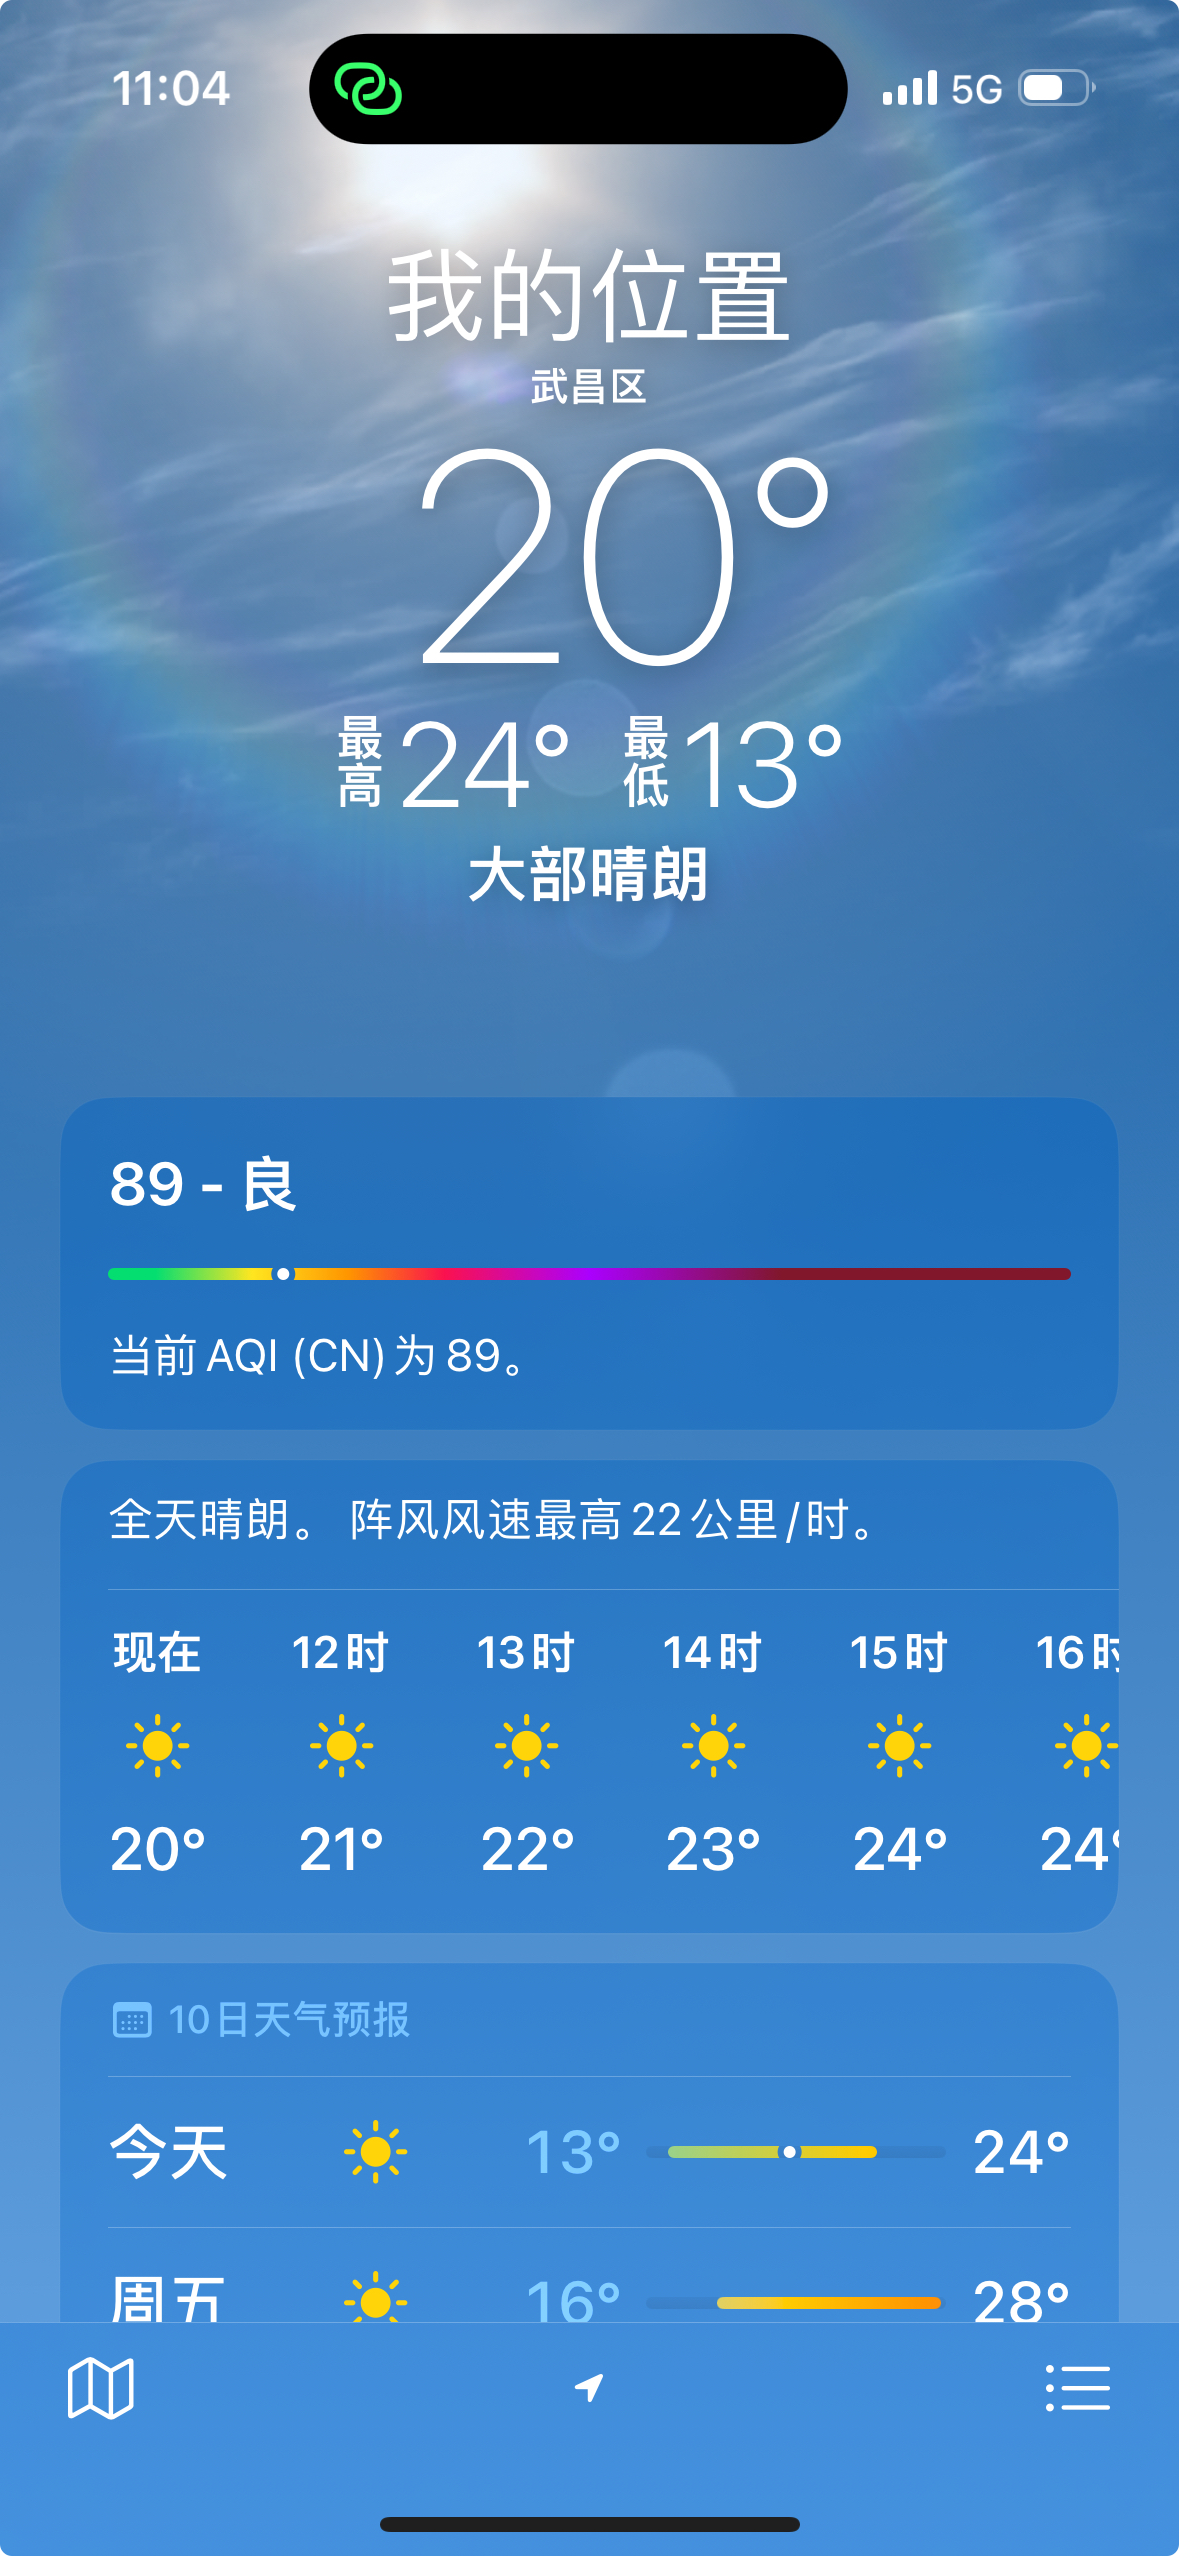 11:04
5G
我的位置
武昌区
20°
最高 24° 最低 13°
大部晴朗
89 - 良
当前 AQI (CN) 为 89。
全天晴朗。 阵风风速最高 22 公里/时。
现在 12时 13时 14时 15时 16时
20° 21° 22° 23° 24° 24°
10日天气预报
今天 13° 24°
周五 16° 28°